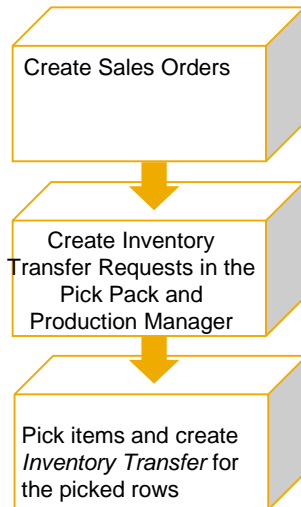 Create Sales Orders
Create Inventory
Transfer Requests in the
Pick Pack and
Production Manager
Pick items and create
Inventory Transfer for
the picked rows